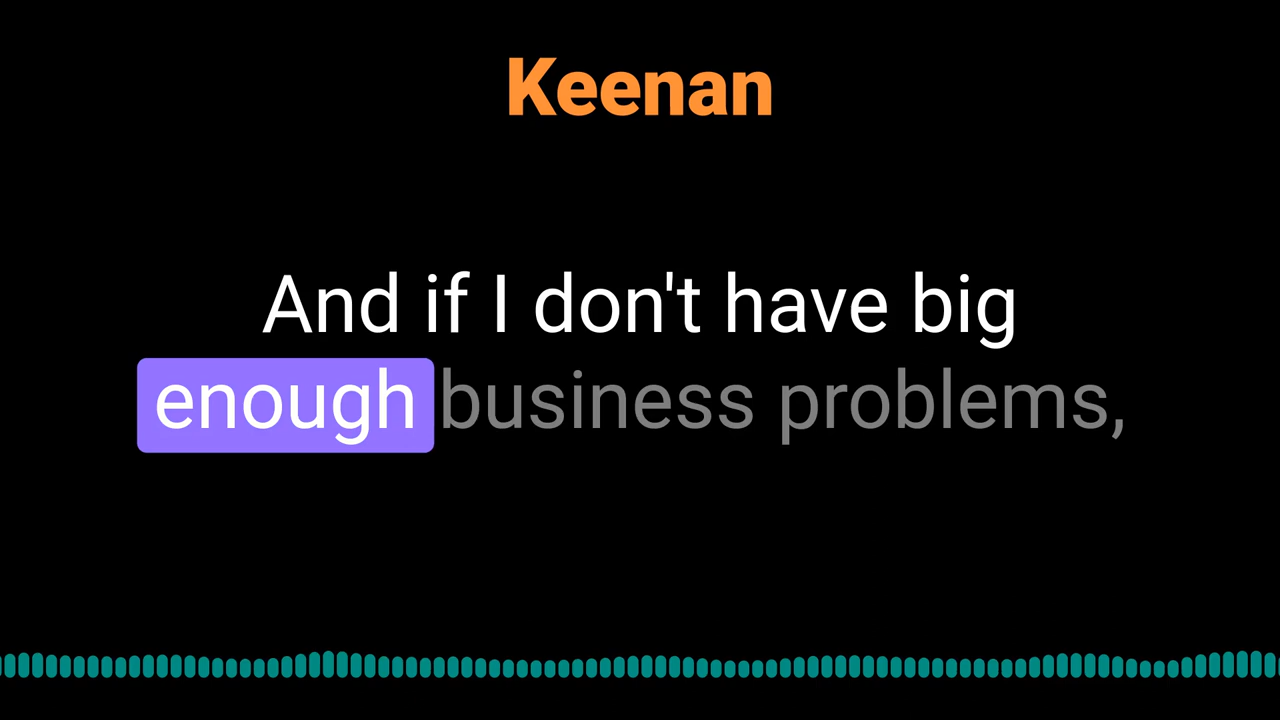 Keenan
And if I don't have big
enough business problems,